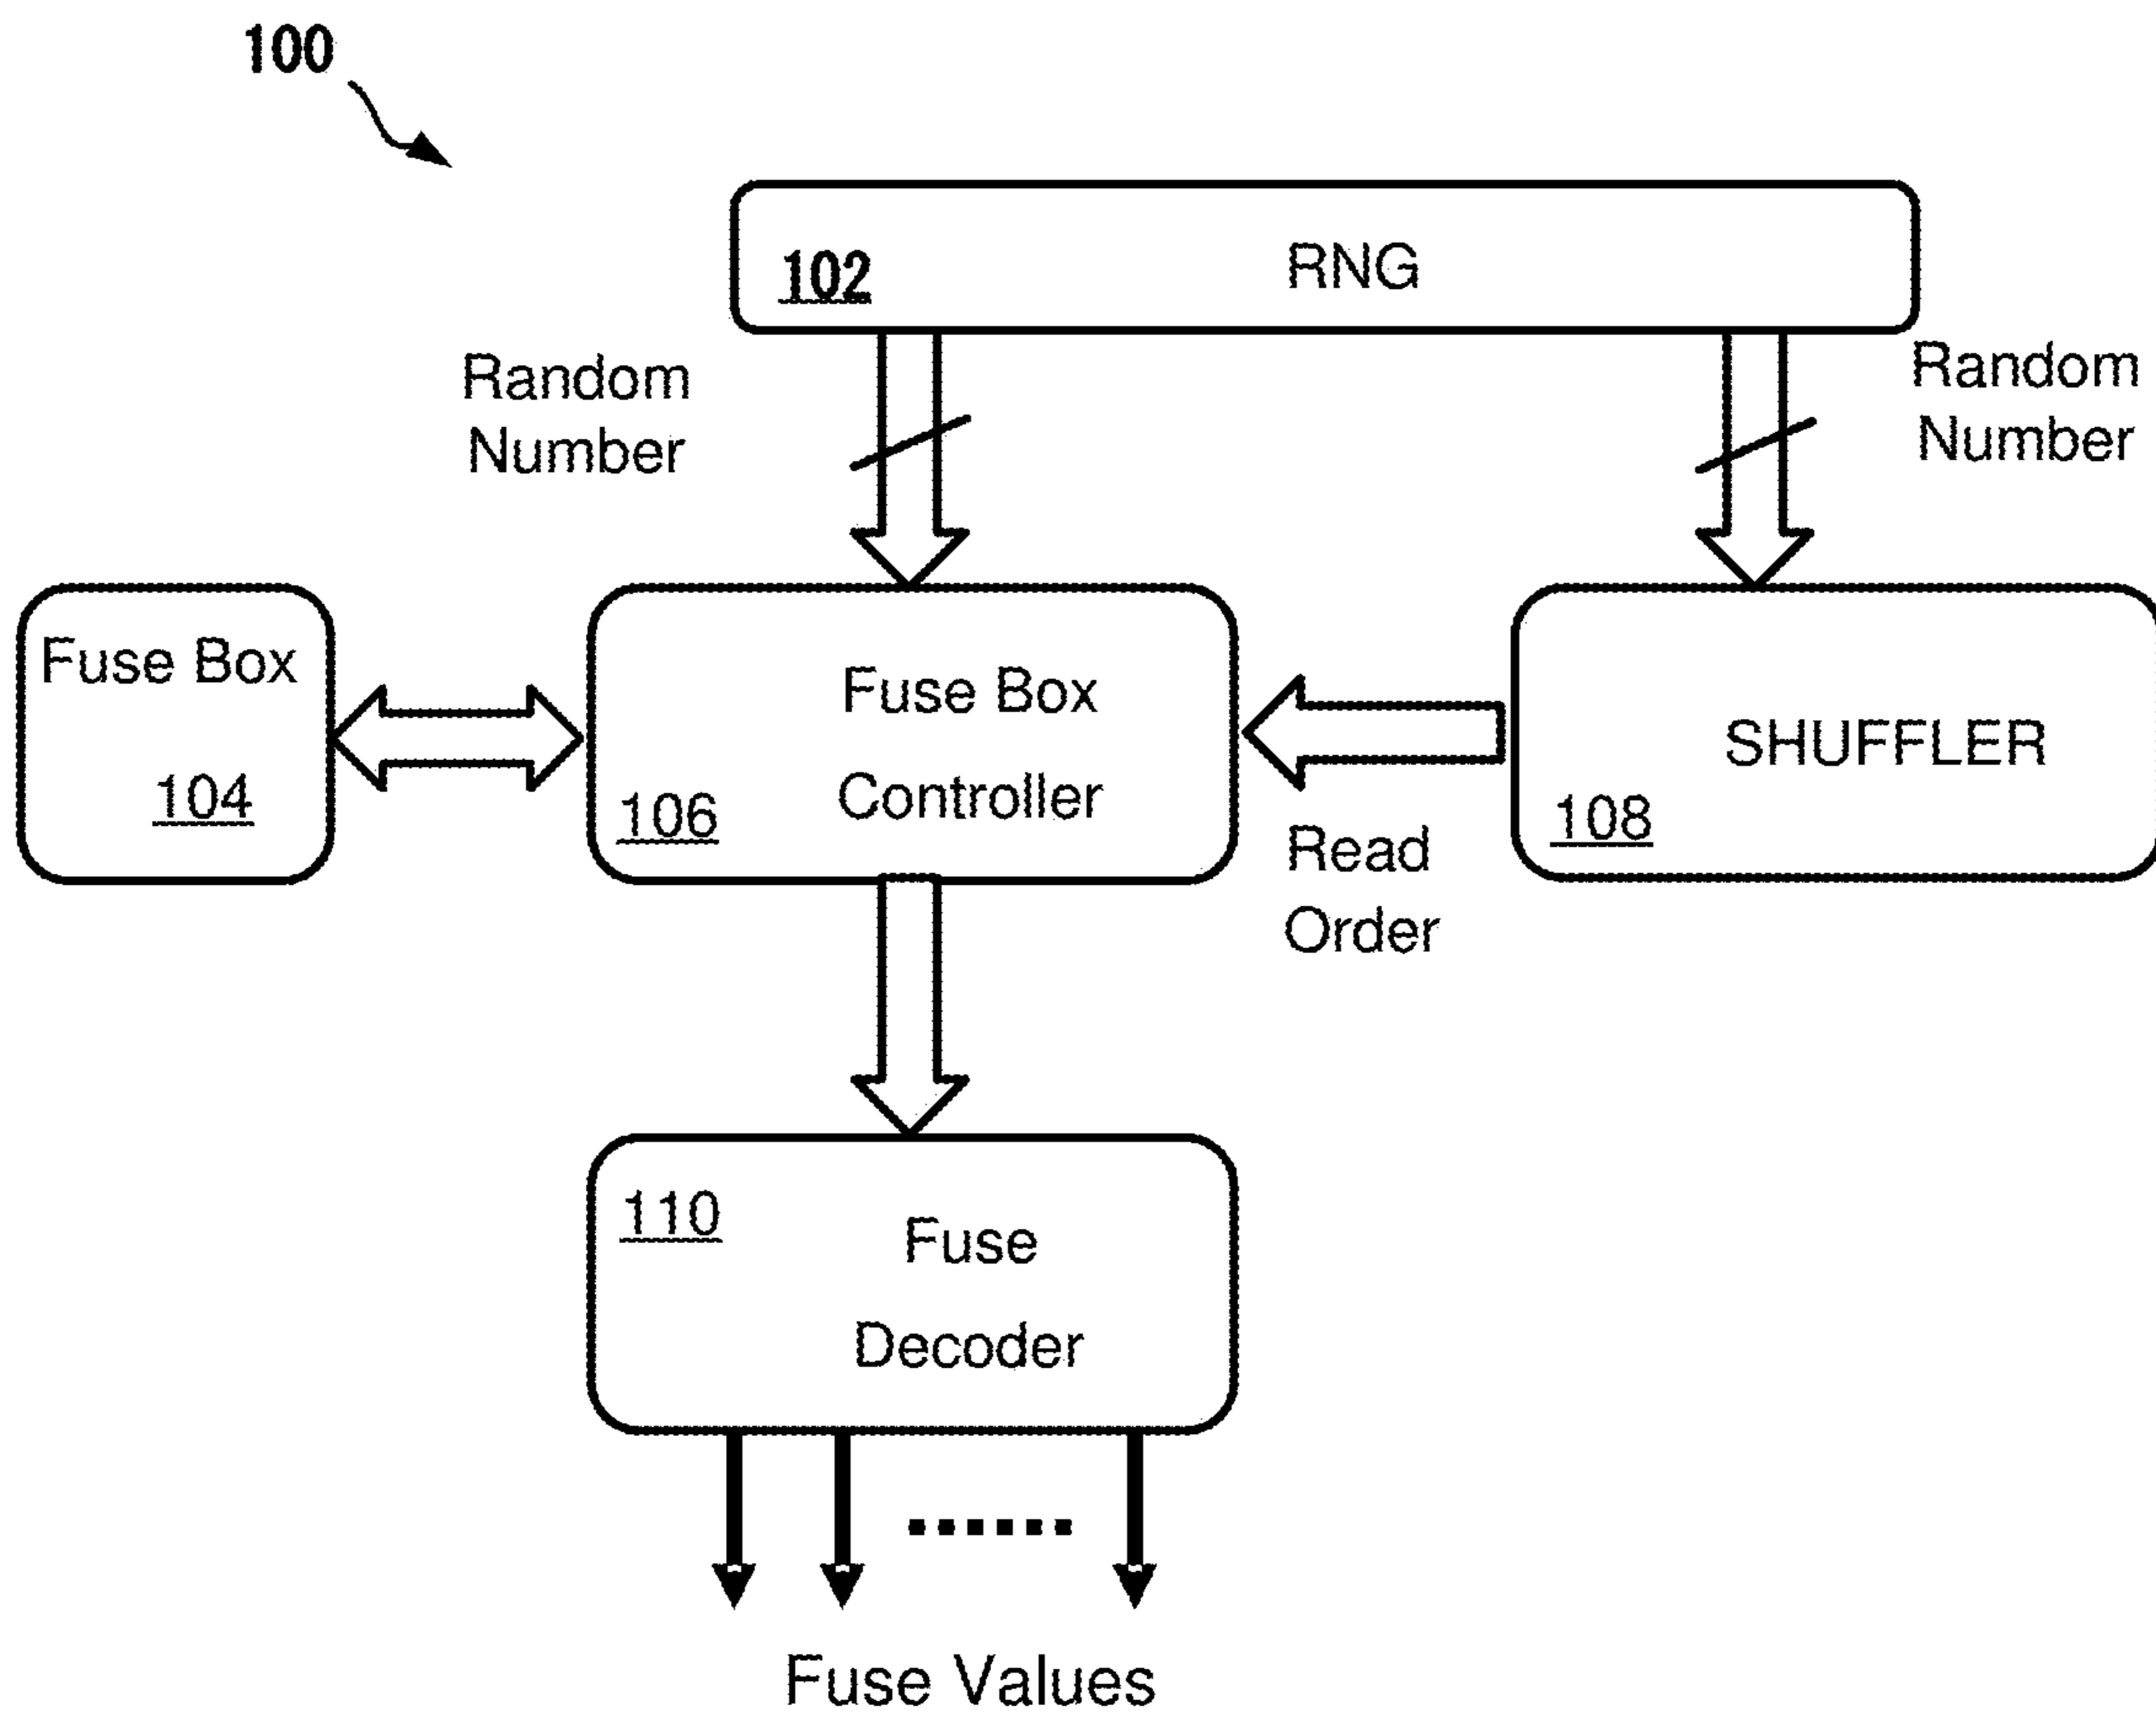 100
102
RNG
Random
Number
Random
Number
Fuse Box
104
Fuse Box
Controller
106
SHUFFLER
108
Read
Order
110
Fuse
Decoder
Fuse Values